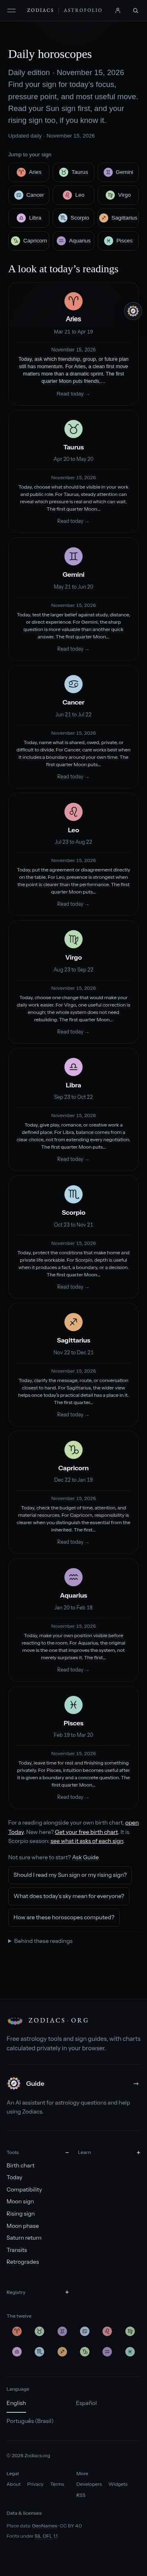 ZODIACS | ASTROFOLIO
Daily horoscopes
Daily edition · November 15, 2026
Find your Sun sign for today's focus,
pressure point, and most useful move.
Read your Sun sign first, and your
rising sign too, if you know it.
Updated daily · November 15, 2026
Jump to your sign
Aries
Taurus
Gemini
Cancer
Leo
Virgo
Libra
Scorpio
Sagittarius
Capricorn
Aquarius
Pisces
A look at today's readings
Aries
Mar 21 to Apr 19
November 15, 2026
Today, ask which friendship, group, or future plan
still has momentum. For Aries, a clean first move
matters more than a dramatic sprint. The first
quarter Moon puts friends,...
Read today →
Taurus
Apr 20 to May 20
November 15, 2026
Today, choose what should be visible in your work
and public role. For Taurus, steady attention can
reveal which pressure is real and which can wait.
The first quarter Moon...
Read today →
Gemini
May 21 to Jun 20
November 15, 2026
Today, test the larger belief against study, distance,
or direct experience. For Gemini, the sharp
question is more valuable than another quick
answer. The first quarter Moon...
Read today →
Cancer
Jun 21 to Jul 22
November 15, 2026
Today, name what is shared, owed, private, or
difficult to divide. For Cancer, care works best when
it includes a boundary around your own time. The
first quarter Moon puts...
Read today →
Leo
Jul 23 to Aug 22
November 15, 2026
Today, put the agreement or disagreement directly
on the table. For Leo, presence is strongest when
the point is clearer than the performance. The first
quarter Moon puts...
Read today →
Virgo
Aug 23 to Sep 22
November 15, 2026
Today, choose one change that would make your
daily work easier. For Virgo, one useful correction is
enough; the whole system does not need
rebuilding. The first quarter Moon...
Read today →
Libra
Sep 23 to Oct 22
November 15, 2026
Today, give play, romance, or creative work a
defined place. For Libra, balance comes from a
clear choice, not from extending every negotiation.
The first quarter Moon puts...
Read today →
Scorpio
Oct 23 to Nov 21
November 15, 2026
Today, protect the conditions that make home and
private life workable. For Scorpio, depth is useful
when it points to a fact, a boundary, or a decision.
The first quarter Moon...
Read today →
Sagittarius
Nov 22 to Dec 21
November 15, 2026
Today, clarify the message, route, or conversation
closest to hand. For Sagittarius, the wider view
helps once today's practical detail has a place in it.
The first quarter...
Read today →
Capricorn
Dec 22 to Jan 19
November 15, 2026
Today, check the budget of time, attention, and
material resources. For Capricorn, responsibility is
clearer when you distinguish the essential from the
inherited. The first...
Read today →
Aquarius
Jan 20 to Feb 18
November 15, 2026
Today, make your own position visible before
reacting to the room. For Aquarius, the original
move is the one that improves the system, not
merely surprises it. The first...
Read today →
Pisces
Feb 19 to Mar 20
November 15, 2026
Today, leave time for rest and finishing something
privately. For Pisces, intuition becomes useful after
it is given a boundary and a concrete question. The
first quarter Moon...
Read today →
For a reading alongside your own birth chart, open
Today. New here? Get your free birth chart. It is
Scorpio season: see what it asks of each sign.
Not sure where to start? Ask Guide
Should I read my Sun sign or my rising sign?
What does today's sky mean for everyone?
How are these horoscopes computed?
▶ Behind these readings
ZODIACS·ORG
Free astrology tools and sign guides, with charts
calculated privately in your browser.
Guide →
An AI assistant for astrology questions and help
using Zodiacs.
Tools −
Learn +
Birth chart
Today
Compatibility
Moon sign
Rising sign
Moon phase
Saturn return
Transits
Retrogrades
Registry +
The twelve
Language
English
Español
Português (Brasil)
© 2026 Zodiacs.org
Legal
More
About Privacy Terms
Developers Widgets
RSS
Data & licenses
Place data: GeoNames · CC BY 4.0
Fonts under SIL OFL 1.1